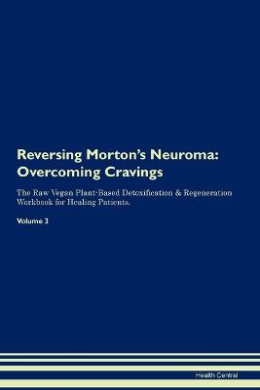 Reversing Morton's Neuroma:
Overcoming Cravings
The Raw Vegan Plant-Based Detoxification & Regeneration
Workbook for Healing Patients.
Volume 3
Health Central